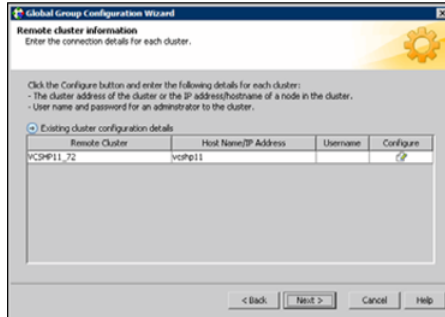 Global Group Configuration Wizard
Remote cluster information
Enter the connection details for each cluster.
Click the Configure button and enter the following details for each cluster:
- The cluster address of the cluster or the IP address/hostname of a node in the cluster.
- User name and password for an adminstrator to the cluster.
Existing cluster configuration details
Remote Cluster Host Name/IP Address Username Configure
VCSHP11_72 vcshp11
< Back Next > Cancel Help